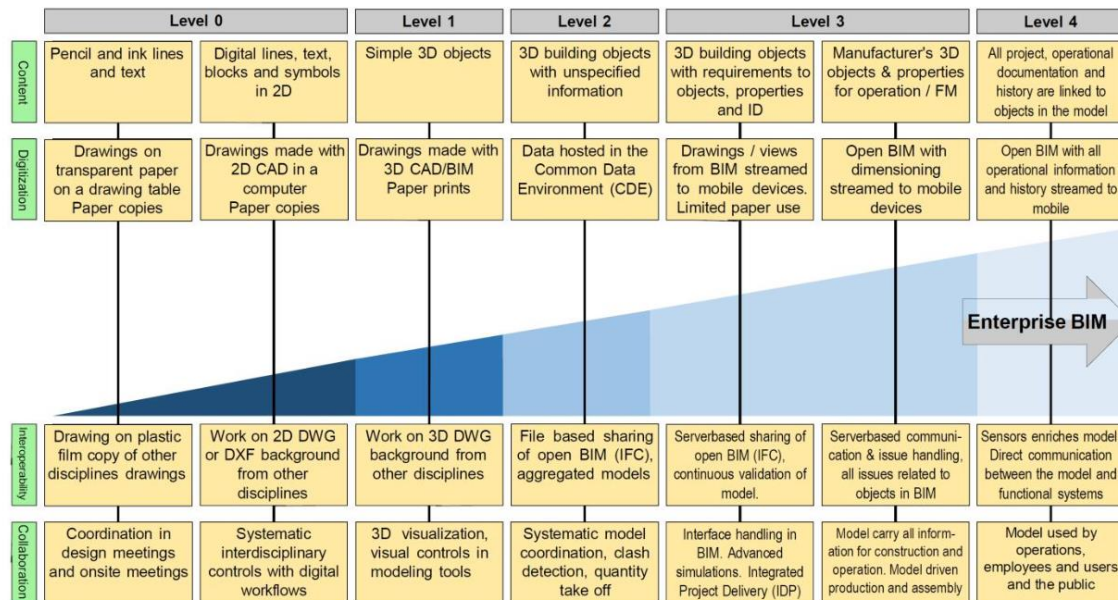 Level 0
Level 1
Level 2
Level 3
Level 4
Content
Pencil and ink lines
and text
Digital lines, text,
blocks and symbols
in 2D
Simple 3D objects
3D building objects
with unspecified
information
3D building objects
with requirements to
objects, properties
and ID
Manufacturer's 3D
objects & properties
for operation / FM
All project, operational
documentation and
history are linked to
objects in the model
Digitization
Drawings on
transparent paper
on a drawing table
Paper copies
Drawings made with
2D CAD in a
computer
Paper copies
Drawings made with
3D CAD/BIM
Paper prints
Data hosted in the
Common Data
Environment (CDE)
Drawings / views
from BIM streamed
to mobile devices.
Limited paper use
Open BIM with
dimensioning
streamed to mobile
devices
Open BIM with all
operational information
and history streamed to
mobile
Enterprise BIM
Interoperability
Drawing on plastic
film copy of other
disciplines drawings
Work on 2D DWG
or DXF background
from other
disciplines
Work on 3D DWG
background from
other disciplines
File based sharing
of open BIM (IFC),
aggregated models
Serverbased sharing of
open BIM (IFC),
continuous validation of
model.
Serverbased communi-
cation & issue handling,
all issues related to
objects in BIM
Sensors enriches model
Direct communication
between the model and
functional systems
Collaboration
Coordination in
design meetings
and onsite meetings
Systematic
interdisciplinary
controls with digital
workflows
3D visualization,
visual controls in
modeling tools
Systematic model
coordination, clash
detection, quantity
take off
Interface handling in
BIM. Advanced
simulations. Integrated
Project Delivery (IDP)
Model carry all inform-
ation for construction and
operation. Model driven
production and assembly
Model used by
operations,
employees and users
and the public